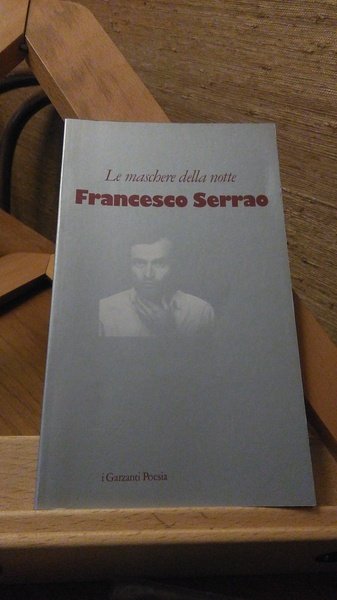 Le maschere della notte
Francesco Serrao
i Garzanti Poesia